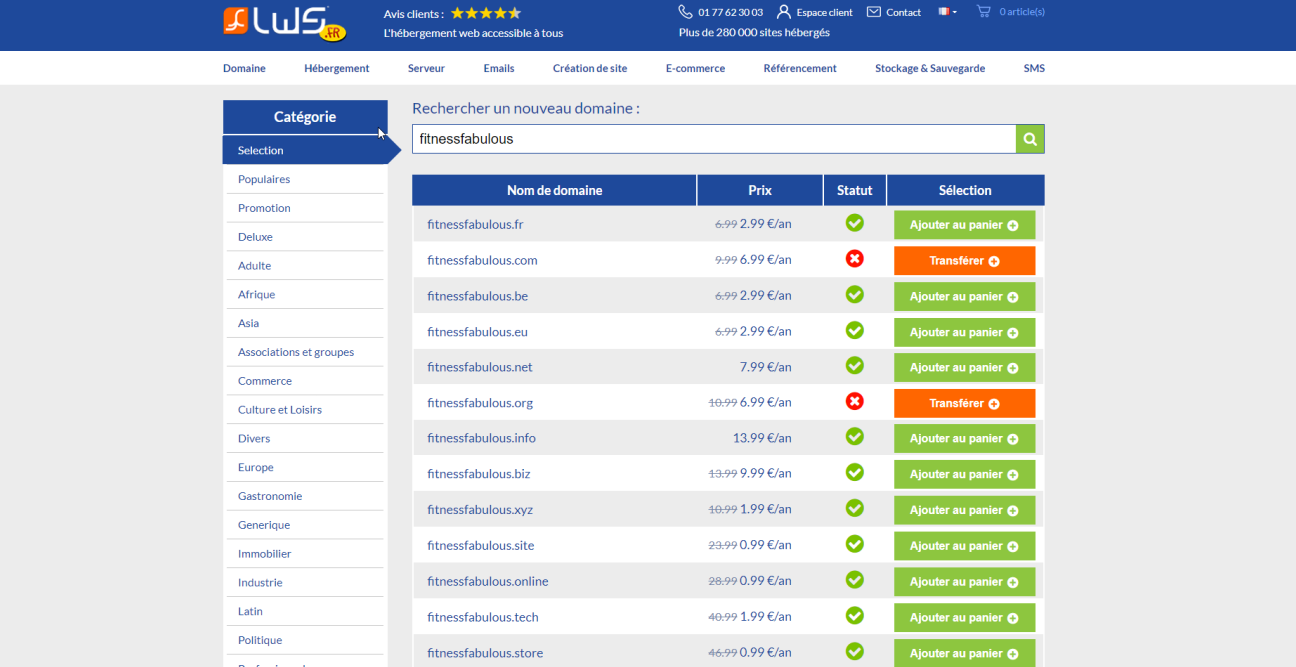 LWS .FR
Avis clients :
L'hébergement web accessible à tous
01 77 62 30 03 Espace client Contact 0 article(s)
Plus de 280 000 sites hébergés
Domaine Hébergement Serveur Emails Création de site E-commerce Référencement Stockage & Sauvegarde SMS
Catégorie
Selection
Populaires
Promotion
Deluxe
Adulte
Afrique
Asia
Associations et groupes
Commerce
Culture et Loisirs
Divers
Europe
Gastronomie
Generique
Immobilier
Industrie
Latin
Politique
Rechercher un nouveau domaine :
fitnessfabulous
Nom de domaine Prix Statut Sélection
fitnessfabulous.fr 6.99 2.99 €/an Ajouter au panier
fitnessfabulous.com 9.99 6.99 €/an Transférer
fitnessfabulous.be 6.99 2.99 €/an Ajouter au panier
fitnessfabulous.eu 6.99 2.99 €/an Ajouter au panier
fitnessfabulous.net 7.99 €/an Ajouter au panier
fitnessfabulous.org 10.99 6.99 €/an Transférer
fitnessfabulous.info 13.99 €/an Ajouter au panier
fitnessfabulous.biz 13.99 9.99 €/an Ajouter au panier
fitnessfabulous.xyz 10.99 1.99 €/an Ajouter au panier
fitnessfabulous.site 23.99 0.99 €/an Ajouter au panier
fitnessfabulous.online 28.99 0.99 €/an Ajouter au panier
fitnessfabulous.tech 40.99 1.99 €/an Ajouter au panier
fitnessfabulous.store 46.99 0.99 €/an Ajouter au panier